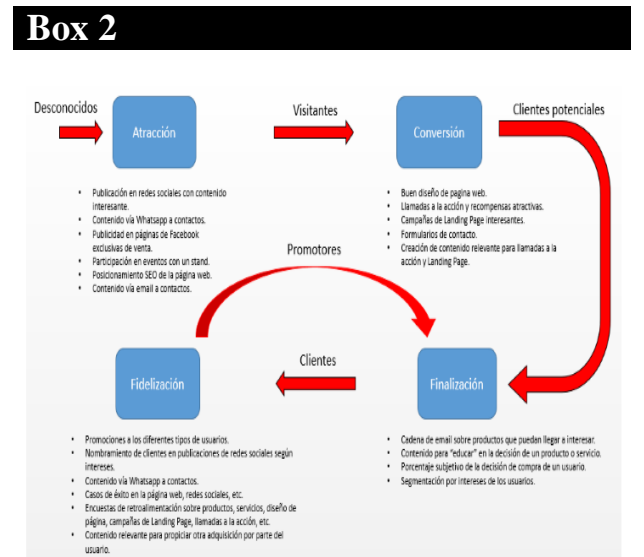 Box 2
Desconocidos
Atracción
Visitantes
Conversión
Clientes potenciales
• Publicación en redes sociales con contenido
interesante.
• Contenido vía Whatsapp a contactos.
• Publicidad en páginas de Facebook
exclusivas de venta.
• Participación en eventos con un stand.
• Posicionamiento SEO de la página web.
• Contenido vía email a contactos.
• Buen diseño de pagina web.
• Llamadas a la acción y recompensas atractivas.
• Campañas de Landing Page interesantes.
• Formularios de contacto.
• Creación de contenido relevante para llamadas a la
acción y Landing Page.
Promotores
Fidelización
Clientes
Finalización
• Promociones a los diferentes tipos de usuarios.
• Nombramiento de clientes en publicaciones de redes sociales según
intereses.
• Contenido vía Whatsapp a contactos.
• Casos de éxito en la página web, redes sociales, etc.
• Encuestas de retroalimentación sobre productos, servicios, diseño de
página, campañas de Landing Page, llamadas a la acción, etc.
• Contenido relevante para propiciar otra adquisición por parte del
usuario.
• Cadena de email sobre productos que puedan llegar a interesar.
• Contenido para “educar” en la decisión de un producto o servicio.
• Porcentaje subjetivo de la decisión de compra de un usuario.
• Segmentación por intereses de los usuarios.